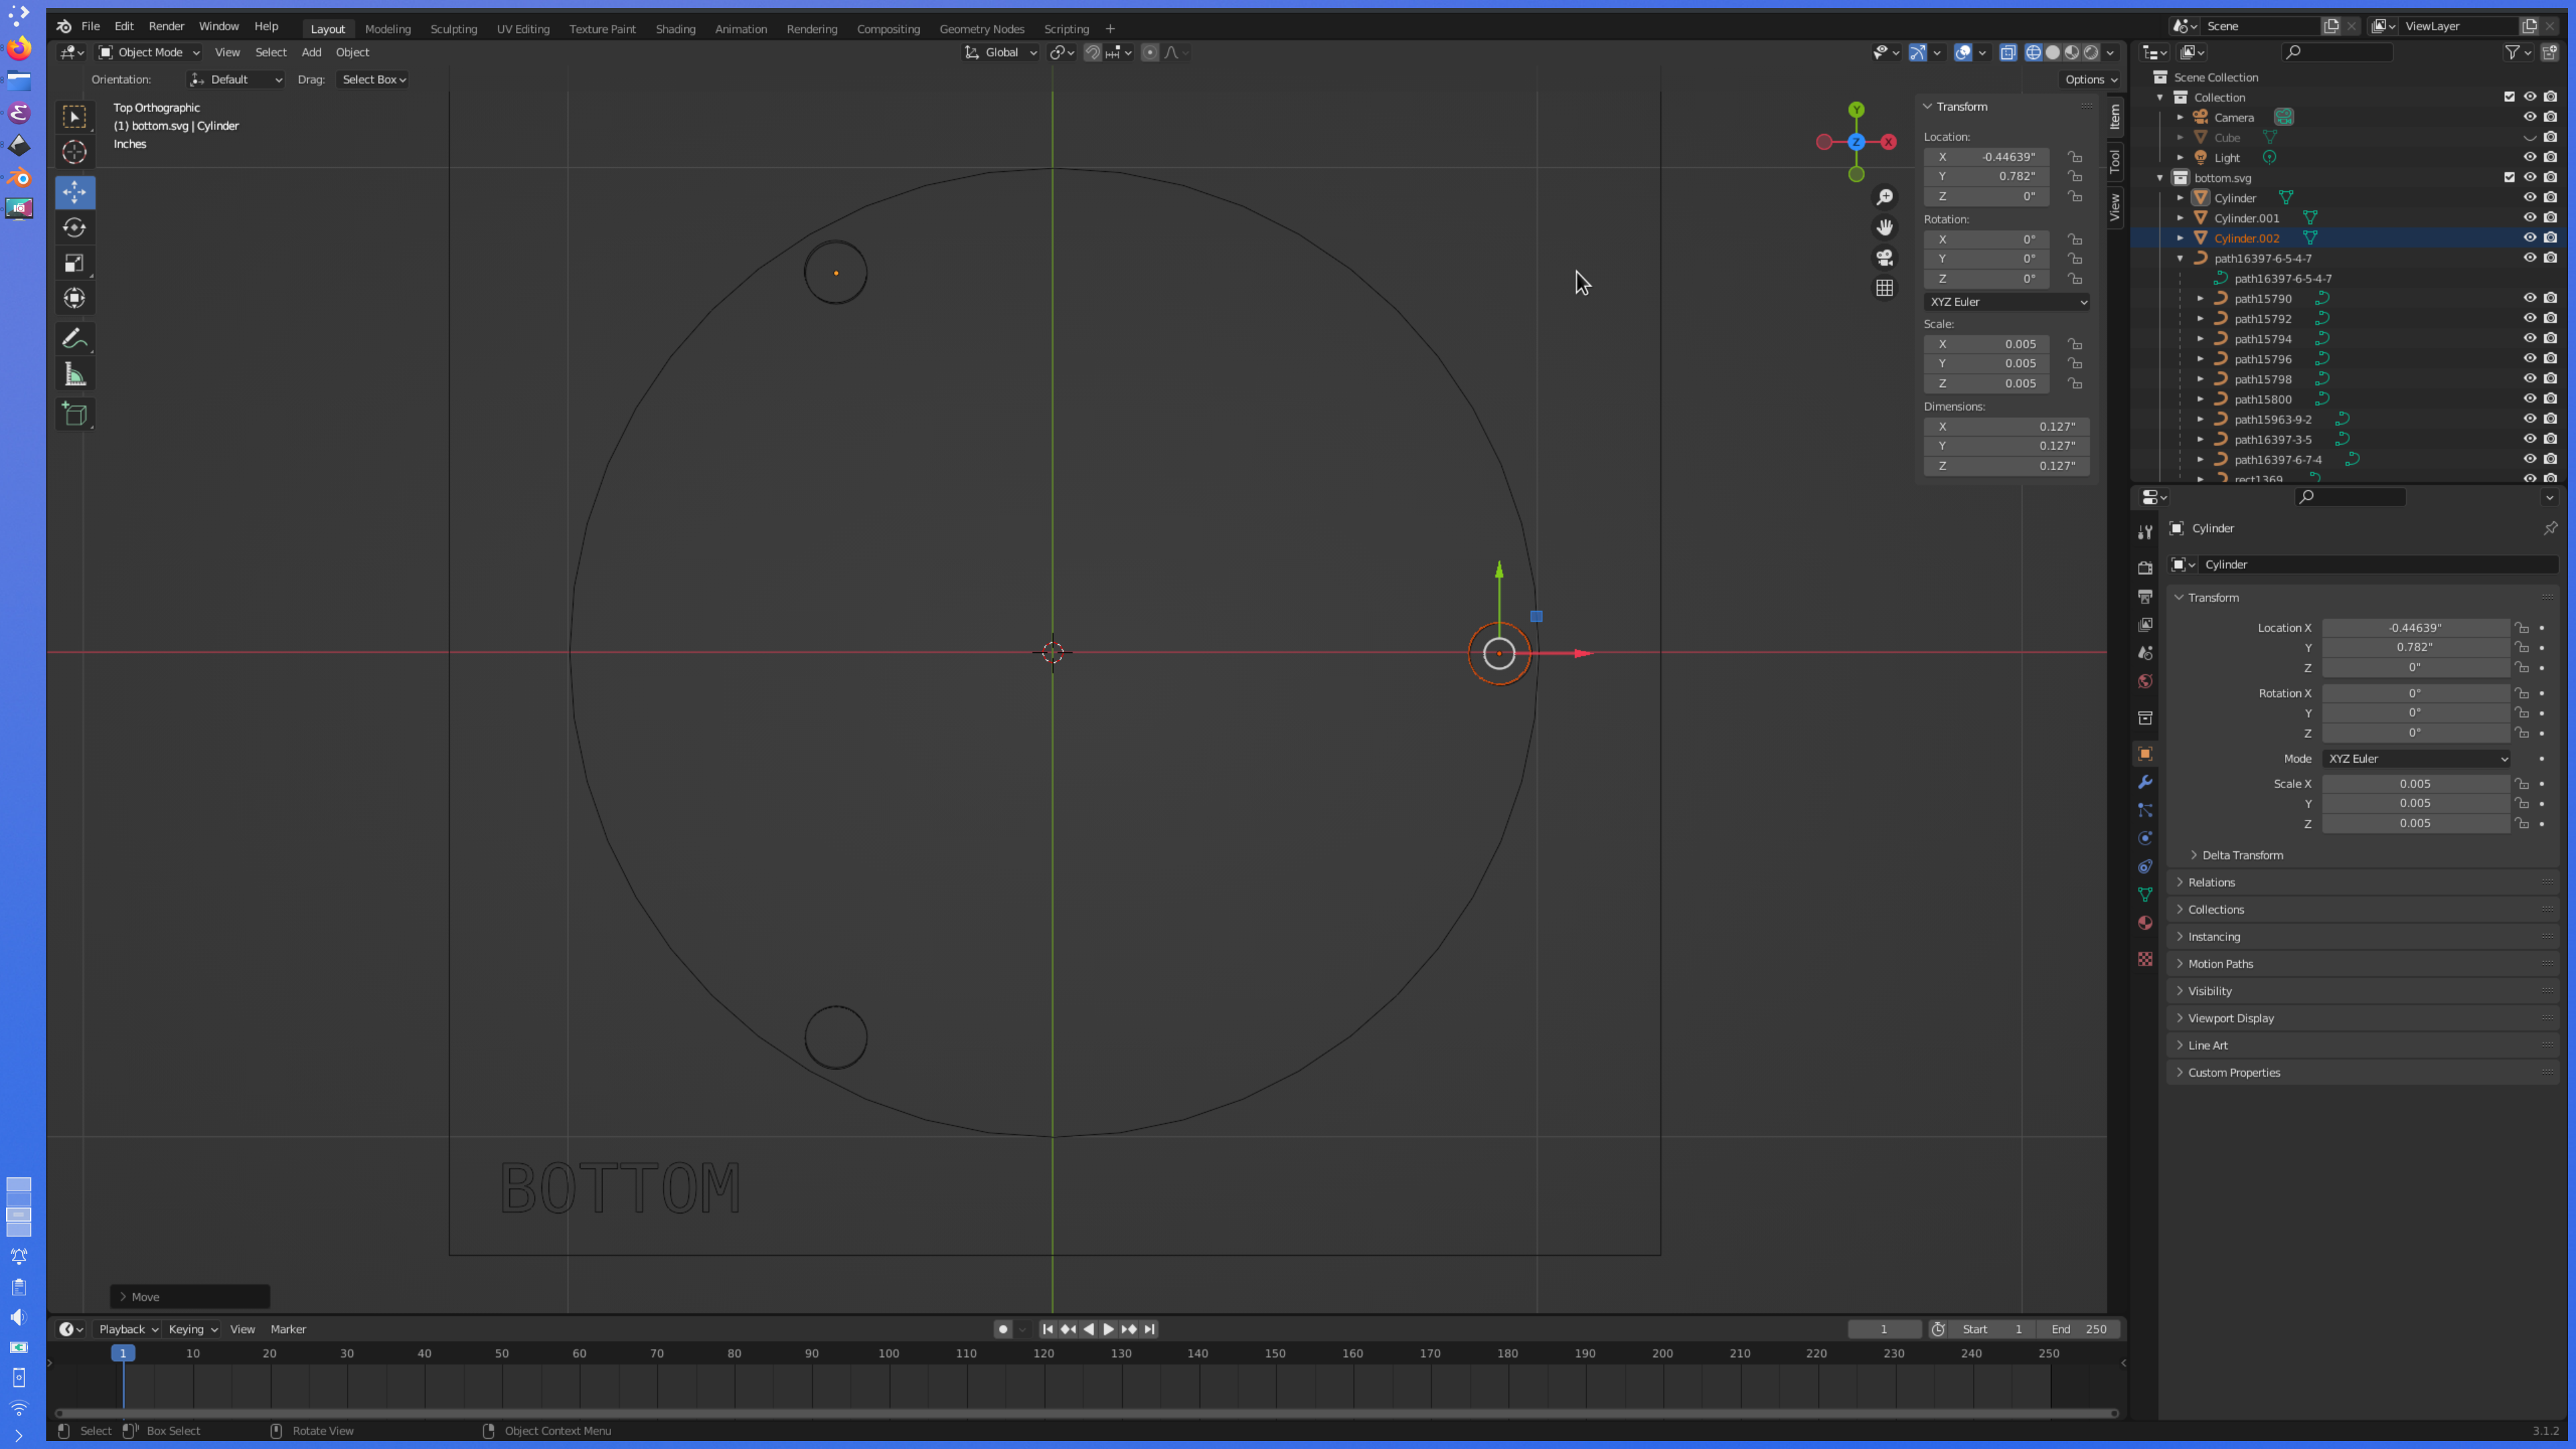 File Edit Render Window Help Layout Modeling Sculpting UV Editing Texture Paint Shading Animation Rendering Compositing Geometry Nodes Scripting + Scene ViewLayer
Object Mode View Select Add Object Global
Orientation: Default Drag: Select Box Options
Top Orthographic
(1) bottom.svg | Cylinder
Inches
Y
X
Z
BOTTOM
Move
Item
Tool
View
Transform
Location:
X -0.44639"
Y 0.782"
Z 0"
Rotation:
X 0°
Y 0°
Z 0°
XYZ Euler
Scale:
X 0.005
Y 0.005
Z 0.005
Dimensions:
X 0.127"
Y 0.127"
Z 0.127"
Scene Collection
Collection
Camera
Cube
Light
bottom.svg
Cylinder
Cylinder.001
Cylinder.002
path16397-6-5-4-7
path16397-6-5-4-7
path15790
path15792
path15794
path15796
path15798
path15800
path15963-9-2
path16397-3-5
path16397-6-7-4
rect1369
Cylinder
Cylinder
Transform
Location X -0.44639"
Y 0.782"
Z 0"
Rotation X 0°
Y 0°
Z 0°
Mode XYZ Euler
Scale X 0.005
Y 0.005
Z 0.005
Delta Transform
Relations
Collections
Instancing
Motion Paths
Visibility
Viewport Display
Line Art
Custom Properties
Playback Keying View Marker 1 Start 1 End 250
1 10 20 30 40 50 60 70 80 90 100 110 120 130 140 150 160 170 180 190 200 210 220 230 240 250
Select Box Select Rotate View Object Context Menu 3.1.2